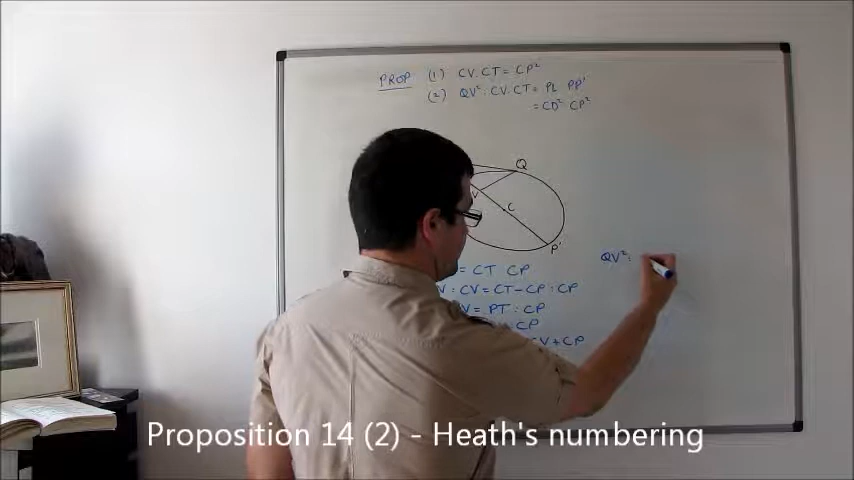 PROP (1) CV.CT = CP²
(2) QV² : CV.CT = PL PP'
= CD² CP²
Q
V
C
P'
= CT CP
V : CV = CT-CP : CP
V = PT : CP
CP
CV + CP
QV² :
Proposition 14 (2) - Heath's numbering